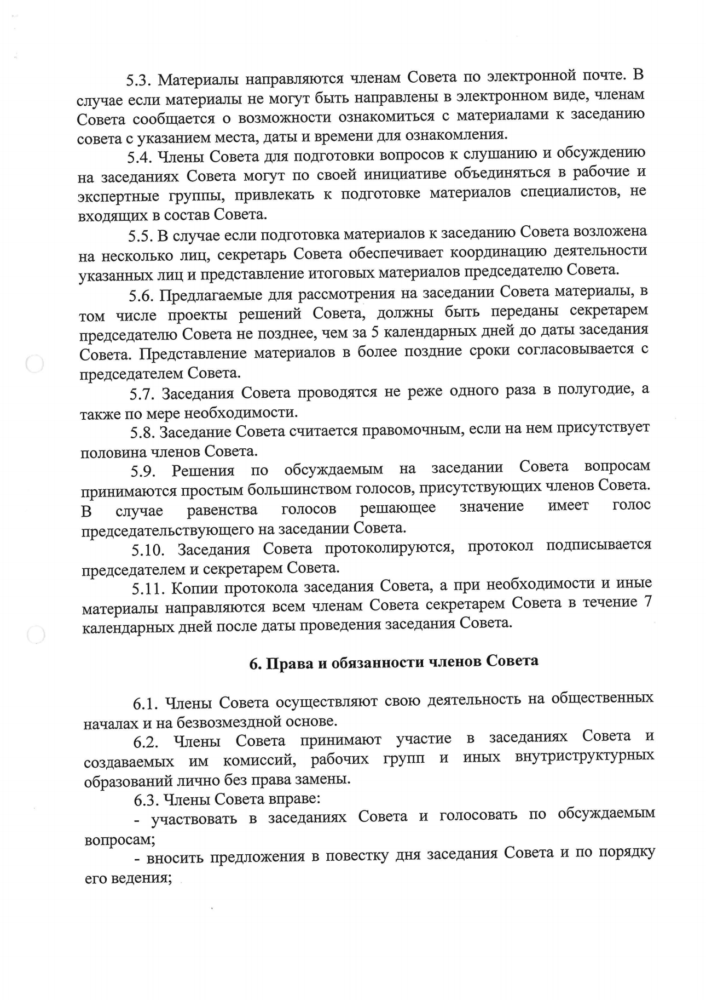 5.3. Материалы направляются членам Совета по электронной почте. В
случае если материалы не могут быть направлены в электронном виде, членам
Совета сообщается о возможности ознакомиться с материалами к заседанию
совета с указанием места, даты и времени для ознакомления.
5.4. Члены Совета для подготовки вопросов к слушанию и обсуждению
на заседаниях Совета могут по своей инициативе объединяться в рабочие и
экспертные группы, привлекать к подготовке материалов специалистов, не
входящих в состав Совета.
5.5. В случае если подготовка материалов к заседанию Совета возложена
на несколько лиц, секретарь Совета обеспечивает координацию деятельности
указанных лиц и представление итоговых материалов председателю Совета.
5.6. Предлагаемые для рассмотрения на заседании Совета материалы, в
том числе проекты решений Совета, должны быть переданы секретарем
председателю Совета не позднее, чем за 5 календарных дней до даты заседания
Совета. Представление материалов в более поздние сроки согласовывается с
председателем Совета.
5.7. Заседания Совета проводятся не реже одного раза в полугодие, а
также по мере необходимости.
5.8. Заседание Совета считается правомочным, если на нем присутствует
половина членов Совета.
5.9. Решения по обсуждаемым на заседании Совета вопросам
принимаются простым большинством голосов, присутствующих членов Совета.
В случае равенства голосов решающее значение имеет голос
председательствующего на заседании Совета.
5.10. Заседания Совета протоколируются, протокол подписывается
председателем и секретарем Совета.
5.11. Копии протокола заседания Совета, а при необходимости и иные
материалы направляются всем членам Совета секретарем Совета в течение 7
календарных дней после даты проведения заседания Совета.
6. Права и обязанности членов Совета
6.1. Члены Совета осуществляют свою деятельность на общественных
началах и на безвозмездной основе.
6.2. Члены Совета принимают участие в заседаниях Совета и
создаваемых им комиссий, рабочих групп и иных внутриструктурных
образований лично без права замены.
6.3. Члены Совета вправе:
- участвовать в заседаниях Совета и голосовать по обсуждаемым
вопросам;
- вносить предложения в повестку дня заседания Совета и по порядку
его ведения;